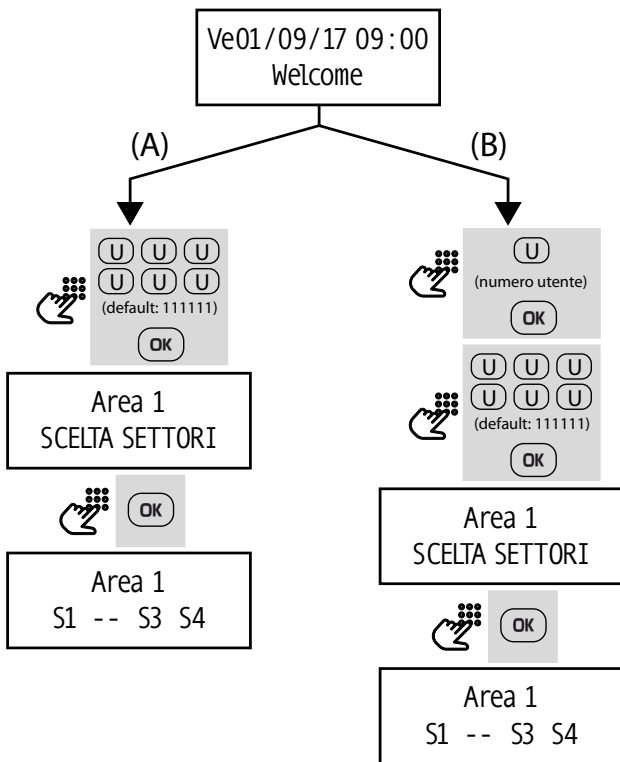 Ve01/09/17 09:00
Welcome
(A)
(B)
U U U
U U U
(default: 111111)
OK
Area 1
SCELTA SETTORI
OK
Area 1
S1 -- S3 S4
U
(numero utente)
OK
U U U
U U U
(default: 111111)
OK
Area 1
SCELTA SETTORI
OK
Area 1
S1 -- S3 S4